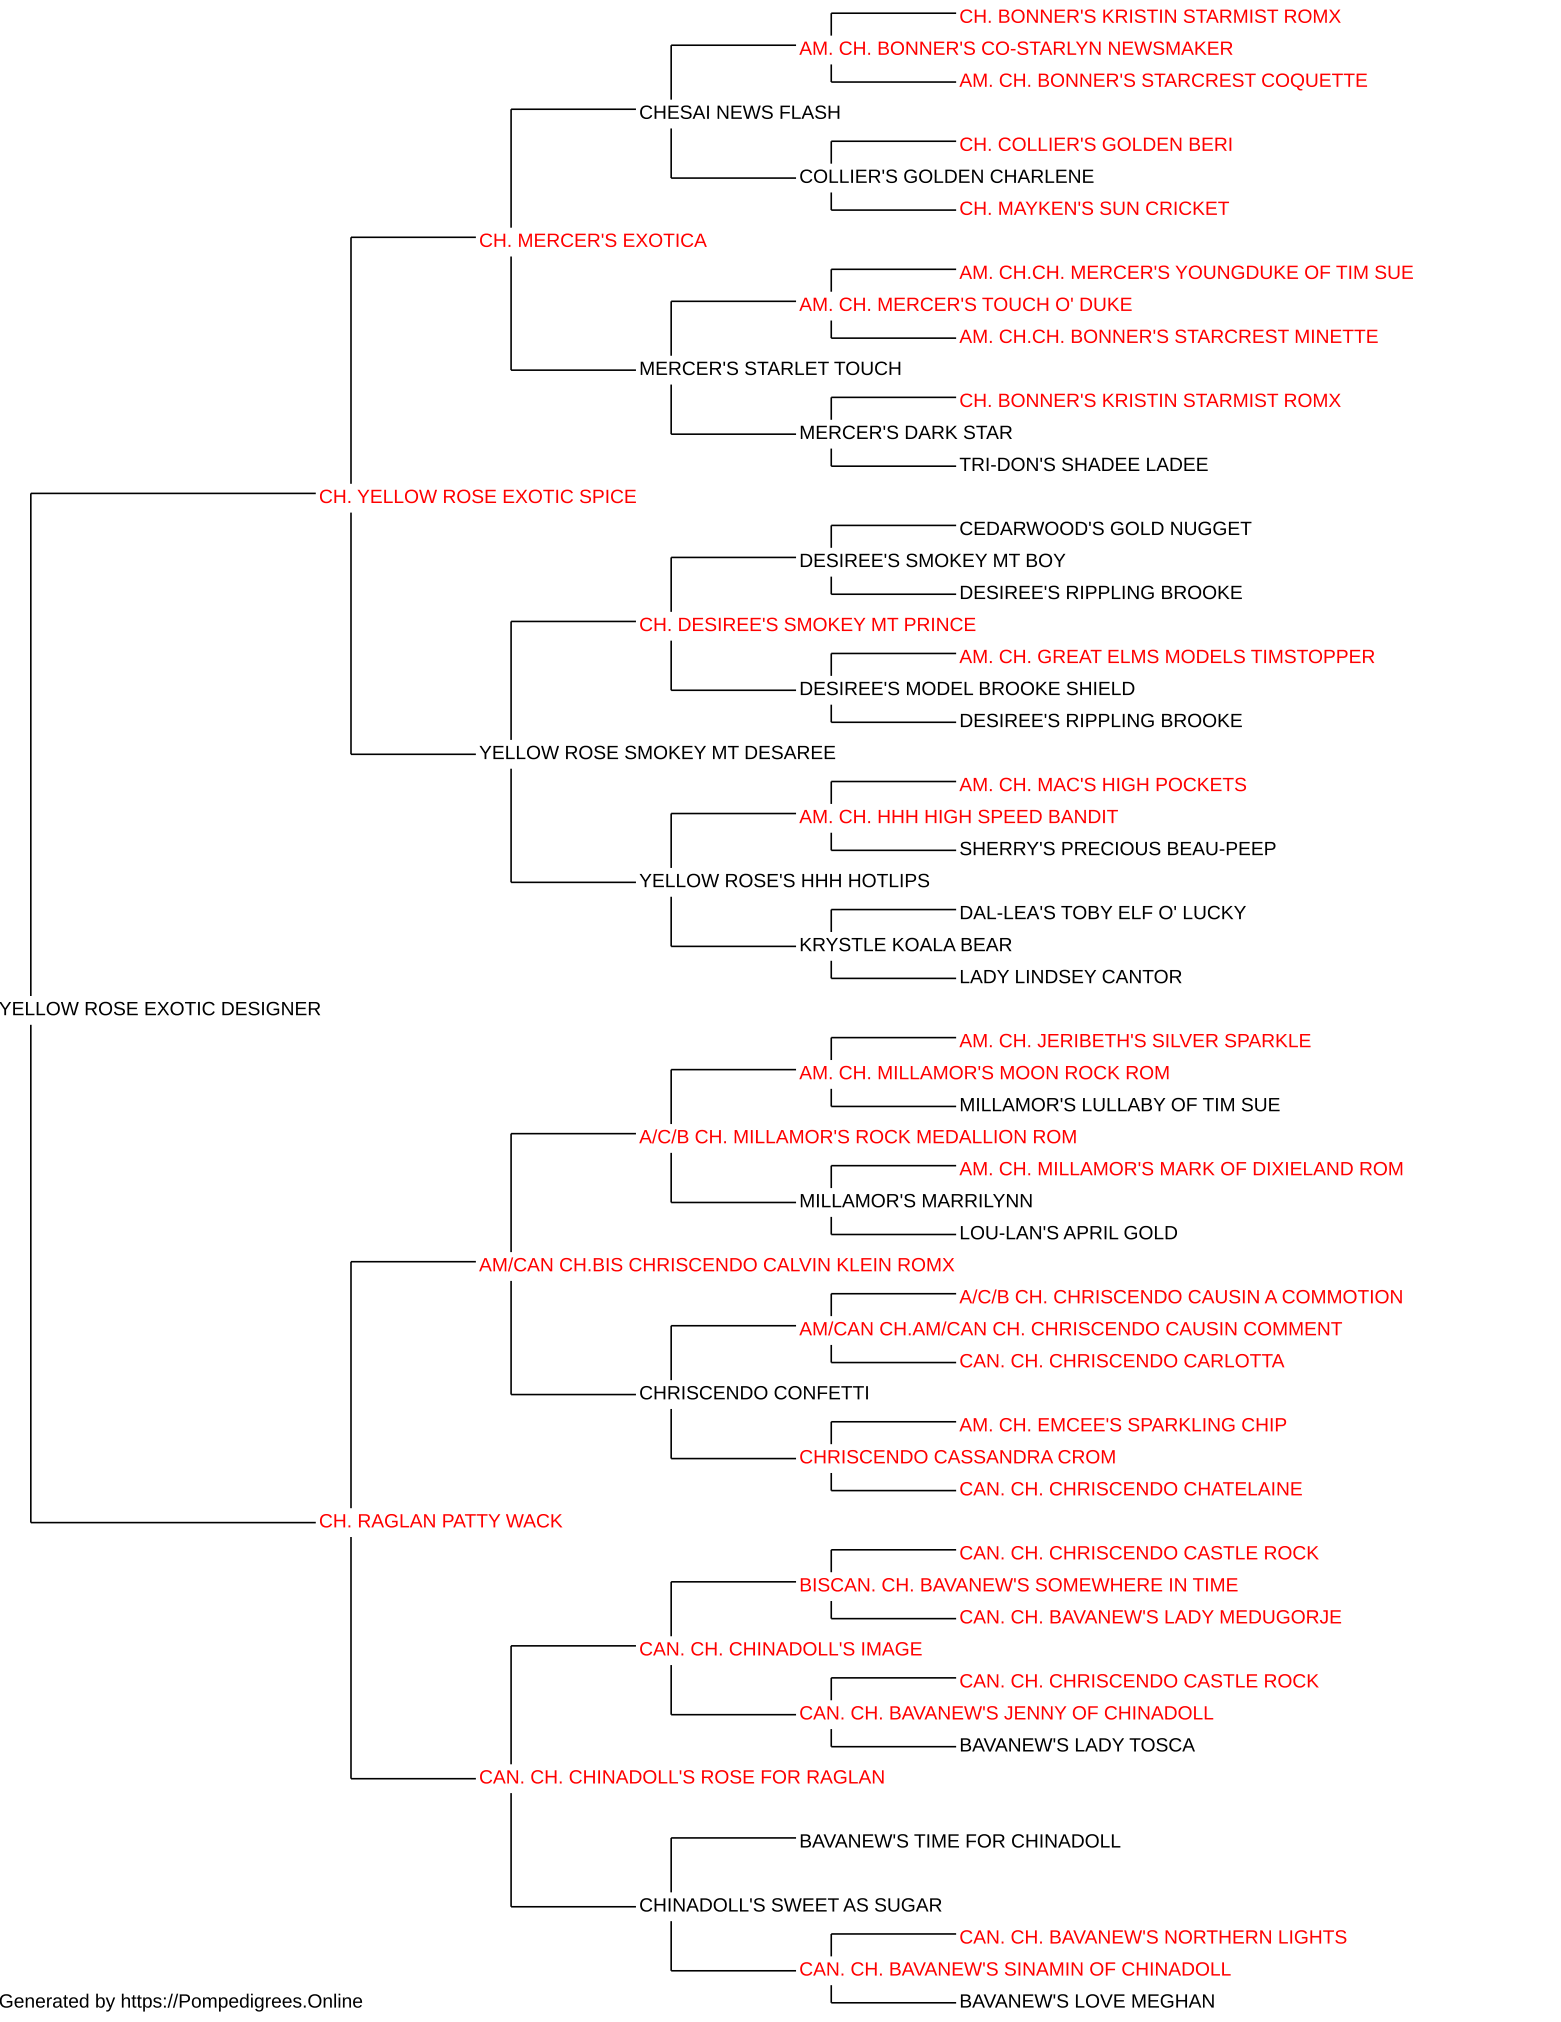 CH. BONNER'S KRISTIN STARMIST ROMX
AM. CH. BONNER'S CO-STARLYN NEWSMAKER
AM. CH. BONNER'S STARCREST COQUETTE
CHESAI NEWS FLASH
CH. COLLIER'S GOLDEN BERI
COLLIER'S GOLDEN CHARLENE
CH. MAYKEN'S SUN CRICKET
CH. MERCER'S EXOTICA
AM. CH.CH. MERCER'S YOUNGDUKE OF TIM SUE
AM. CH. MERCER'S TOUCH O' DUKE
AM. CH.CH. BONNER'S STARCREST MINETTE
MERCER'S STARLET TOUCH
CH. BONNER'S KRISTIN STARMIST ROMX
MERCER'S DARK STAR
TRI-DON'S SHADEE LADEE
CH. YELLOW ROSE EXOTIC SPICE
CEDARWOOD'S GOLD NUGGET
DESIREE'S SMOKEY MT BOY
DESIREE'S RIPPLING BROOKE
CH. DESIREE'S SMOKEY MT PRINCE
AM. CH. GREAT ELMS MODELS TIMSTOPPER
DESIREE'S MODEL BROOKE SHIELD
DESIREE'S RIPPLING BROOKE
YELLOW ROSE SMOKEY MT DESAREE
AM. CH. MAC'S HIGH POCKETS
AM. CH. HHH HIGH SPEED BANDIT
SHERRY'S PRECIOUS BEAU-PEEP
YELLOW ROSE'S HHH HOTLIPS
DAL-LEA'S TOBY ELF O' LUCKY
KRYSTLE KOALA BEAR
LADY LINDSEY CANTOR
YELLOW ROSE EXOTIC DESIGNER
AM. CH. JERIBETH'S SILVER SPARKLE
AM. CH. MILLAMOR'S MOON ROCK ROM
MILLAMOR'S LULLABY OF TIM SUE
A/C/B CH. MILLAMOR'S ROCK MEDALLION ROM
AM. CH. MILLAMOR'S MARK OF DIXIELAND ROM
MILLAMOR'S MARRILYNN
LOU-LAN'S APRIL GOLD
AM/CAN CH.BIS CHRISCENDO CALVIN KLEIN ROMX
A/C/B CH. CHRISCENDO CAUSIN A COMMOTION
AM/CAN CH.AM/CAN CH. CHRISCENDO CAUSIN COMMENT
CAN. CH. CHRISCENDO CARLOTTA
CHRISCENDO CONFETTI
AM. CH. EMCEE'S SPARKLING CHIP
CHRISCENDO CASSANDRA CROM
CAN. CH. CHRISCENDO CHATELAINE
CH. RAGLAN PATTY WACK
CAN. CH. CHRISCENDO CASTLE ROCK
BISCAN. CH. BAVANEW'S SOMEWHERE IN TIME
CAN. CH. BAVANEW'S LADY MEDUGORJE
CAN. CH. CHINADOLL'S IMAGE
CAN. CH. CHRISCENDO CASTLE ROCK
CAN. CH. BAVANEW'S JENNY OF CHINADOLL
BAVANEW'S LADY TOSCA
CAN. CH. CHINADOLL'S ROSE FOR RAGLAN
BAVANEW'S TIME FOR CHINADOLL
CHINADOLL'S SWEET AS SUGAR
CAN. CH. BAVANEW'S NORTHERN LIGHTS
CAN. CH. BAVANEW'S SINAMIN OF CHINADOLL
BAVANEW'S LOVE MEGHAN
Generated by https://Pompedigrees.Online